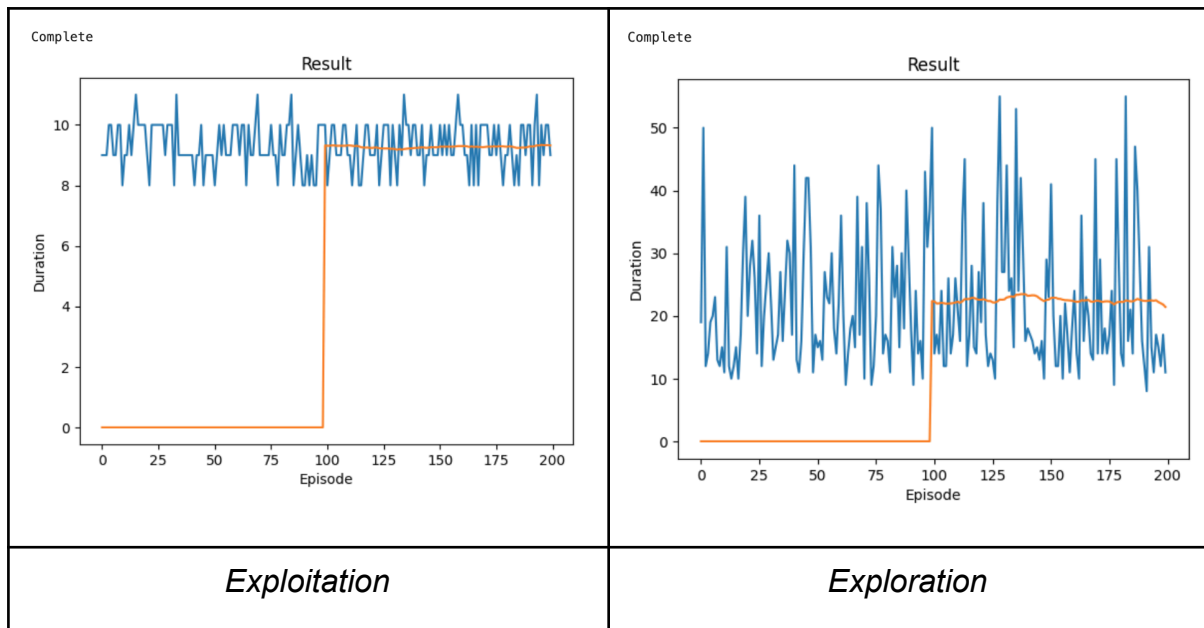 Complete
Result
10
8
6
4
2
0
Duration
0 25 50 75 100 125 150 175 200
Episode
Exploitation
Complete
Result
50
40
30
20
10
0
Duration
0 25 50 75 100 125 150 175 200
Episode
Exploration